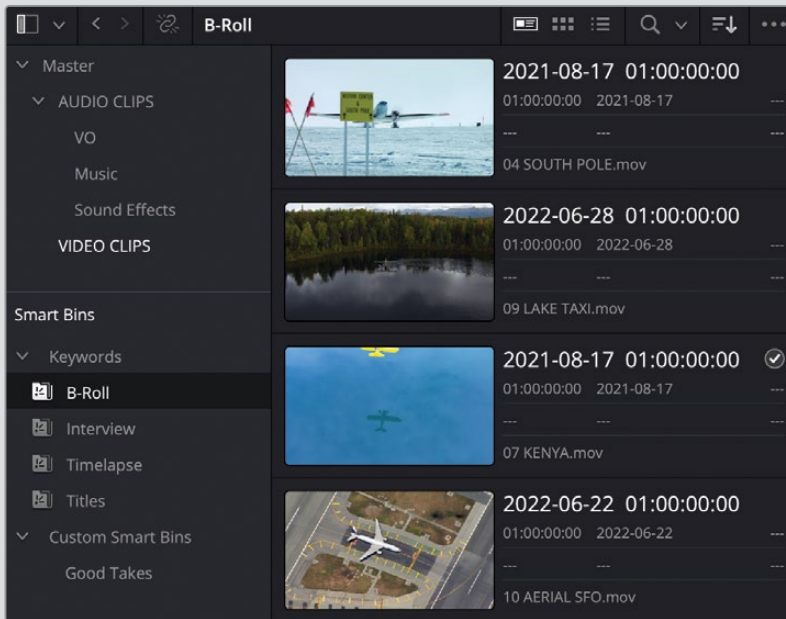 B-Roll
Master
AUDIO CLIPS
VO
Music
Sound Effects
VIDEO CLIPS
Smart Bins
Keywords
B-Roll
Interview
Timelapse
Titles
Custom Smart Bins
Good Takes
2021-08-17 01:00:00:00
01:00:00:00 2021-08-17 ---
--- --- ---
04 SOUTH POLE.mov
2022-06-28 01:00:00:00
01:00:00:00 2022-06-28 ---
--- --- ---
09 LAKE TAXI.mov
2021-08-17 01:00:00:00
01:00:00:00 2021-08-17 ---
--- --- ---
07 KENYA.mov
2022-06-22 01:00:00:00
01:00:00:00 2022-06-22 ---
--- --- ---
10 AERIAL SFO.mov